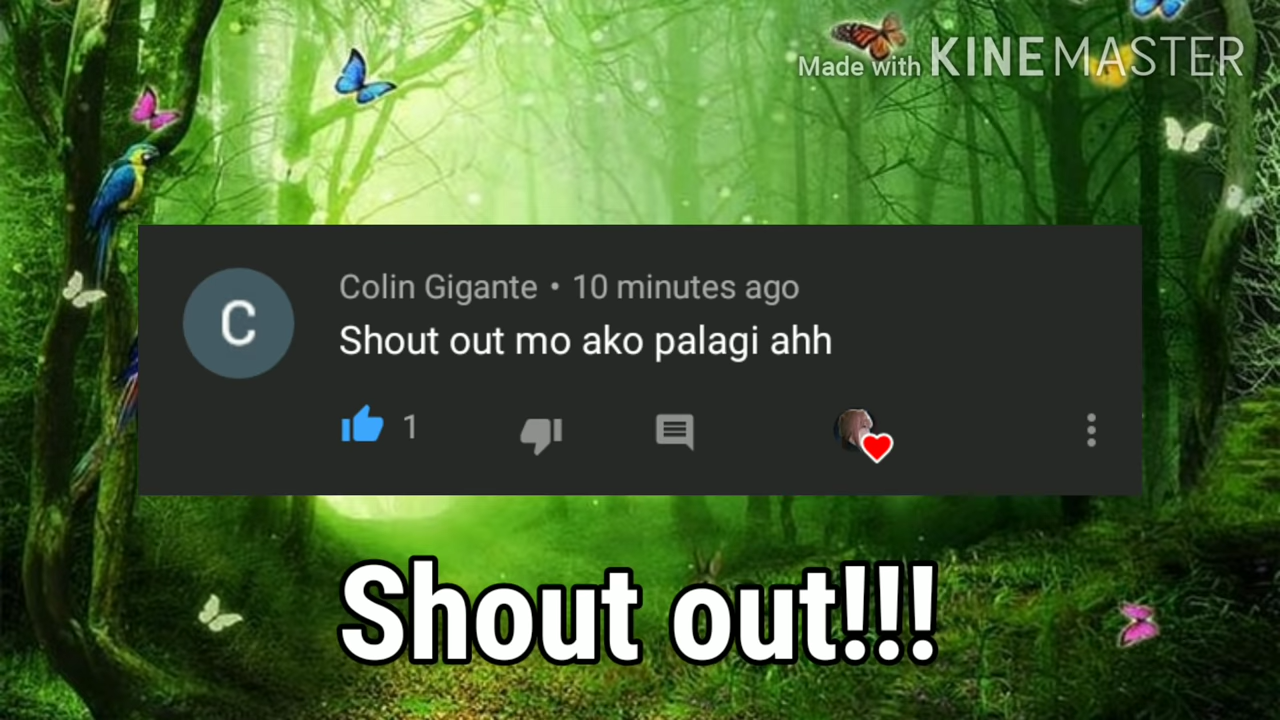 Made with KINEMASTER
C
Colin Gigante • 10 minutes ago
Shout out mo ako palagi ahh
1
Shout out!!!